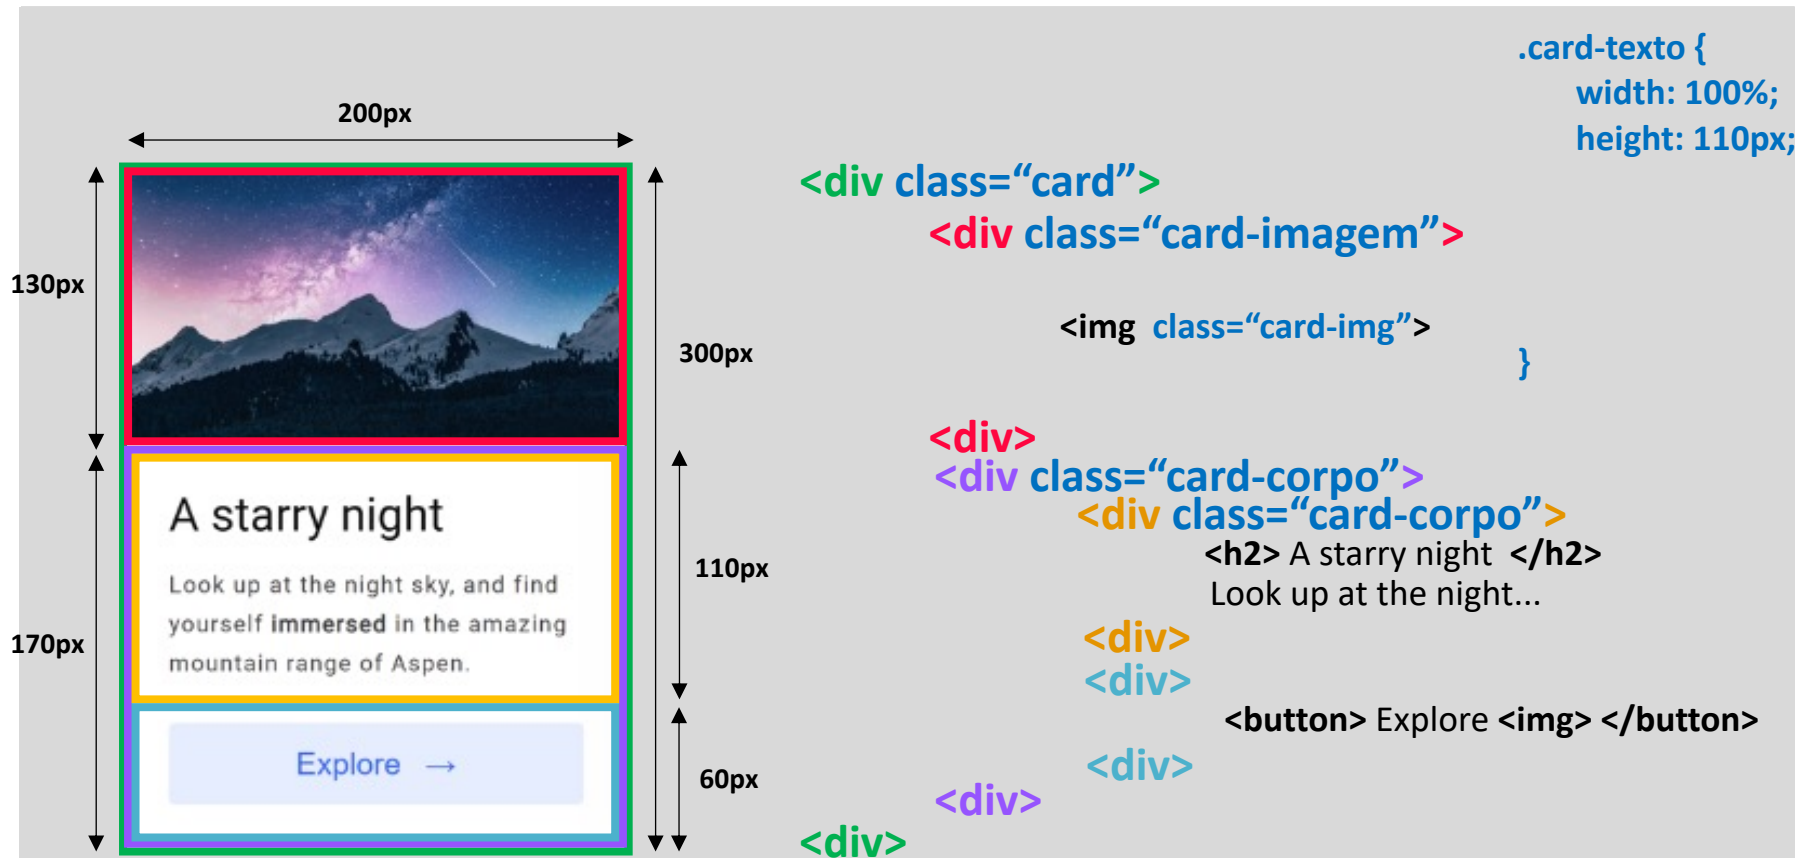 .card-texto {
width: 100%;
height: 110px;
}
200px
130px
300px
170px
110px
60px
A starry night
Look up at the night sky, and find
yourself immersed in the amazing
mountain range of Aspen.
Explore →
<div class=“card”>
<div class=“card-imagem”>
<img class=“card-img”>
<div>
<div class=“card-corpo”>
<div class=“card-corpo”>
<h2> A starry night </h2>
Look up at the night...
<div>
<div>
<button> Explore <img> </button>
<div>
<div>
<div>